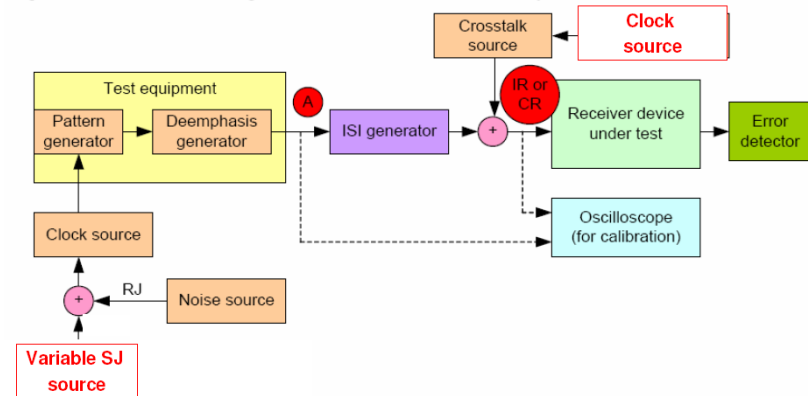 Crosstalk
source
Clock
source
Test equipment
Pattern
generator
Deemphasis
generator
A
ISI generator
+
IR or
CR
Receiver device
under test
Error
detector
Clock source
Oscilloscope
(for calibration)
+
RJ
Noise source
Variable SJ
source